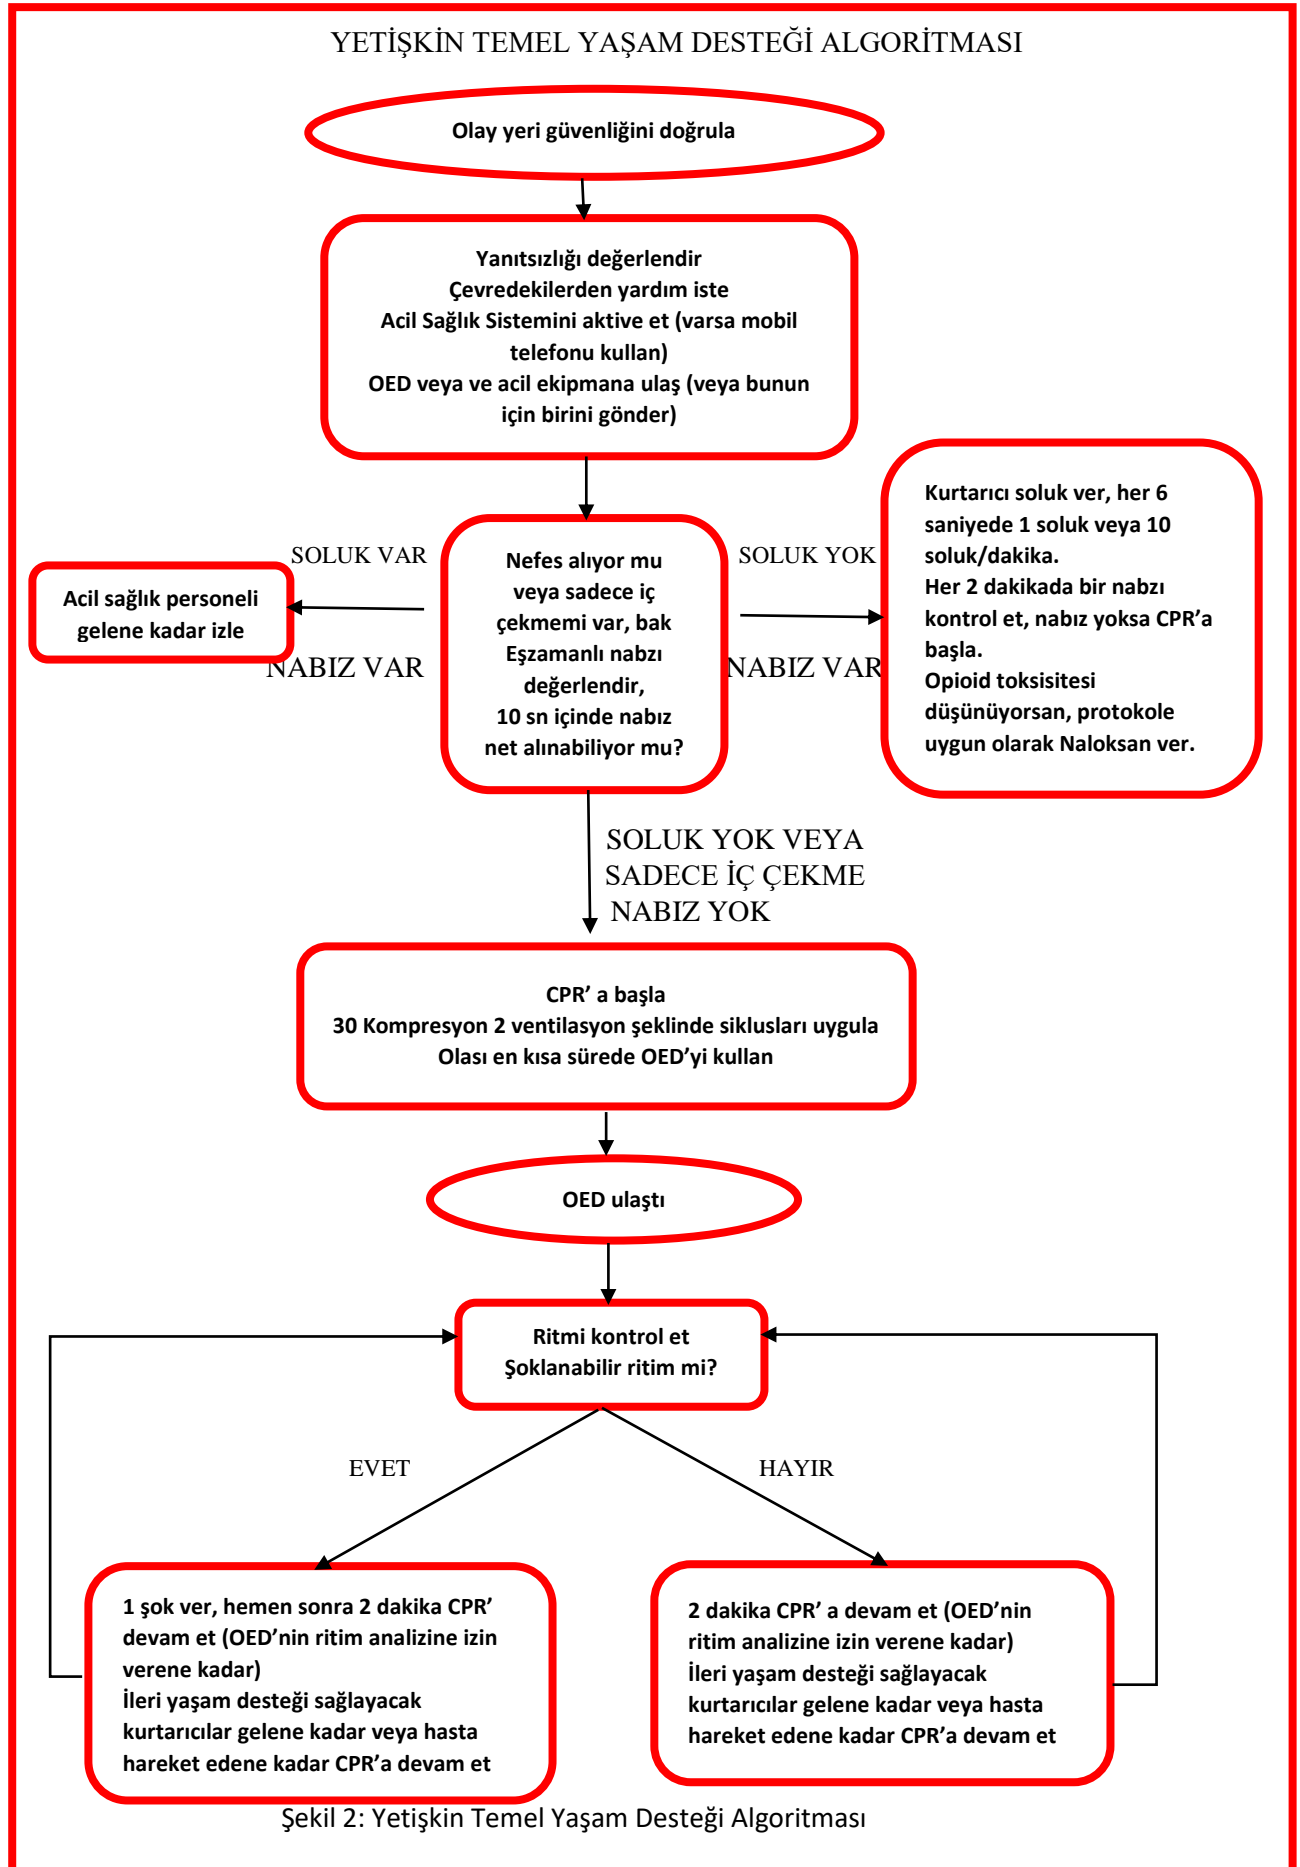 YETİŞKİN TEMEL YAŞAM DESTEĞİ ALGORİTMASI
Olay yeri güvenliğini doğrula
Yanıtsızlığı değerlendir
Çevredekilerden yardım iste
Acil Sağlık Sistemini aktive et (varsa mobil
telefonu kullan)
OED veya ve acil ekipmana ulaş (veya bunun
için birini gönder)
SOLUK VAR
NABIZ VAR
Acil sağlık personeli
gelene kadar izle
Nefes alıyor mu
veya sadece iç
çekmemi var, bak
Eşzamanlı nabzı
değerlendir,
10 sn içinde nabız
net alınabiliyor mu?
SOLUK YOK
NABIZ VAR
Kurtarıcı soluk ver, her 6
saniyede 1 soluk veya 10
soluk/dakika.
Her 2 dakikada bir nabzı
kontrol et, nabız yoksa CPR’a
başla.
Opioid toksisitesi
düşünüyorsan, protokole
uygun olarak Naloksan ver.
SOLUK YOK VEYA
SADECE İÇ ÇEKME
NABIZ YOK
CPR’ a başla
30 Kompresyon 2 ventilasyon şeklinde siklusları uygula
Olası en kısa sürede OED’yi kullan
OED ulaştı
Ritmi kontrol et
Şoklanabilir ritim mi?
EVET
HAYIR
1 şok ver, hemen sonra 2 dakika CPR’
devam et (OED’nin ritim analizine izin
verene kadar)
İleri yaşam desteği sağlayacak
kurtarıcılar gelene kadar veya hasta
hareket edene kadar CPR’a devam et
2 dakika CPR’ a devam et (OED’nin
ritim analizine izin verene kadar)
İleri yaşam desteği sağlayacak
kurtarıcılar gelene kadar veya hasta
hareket edene kadar CPR’a devam et
Şekil 2: Yetişkin Temel Yaşam Desteği Algoritması